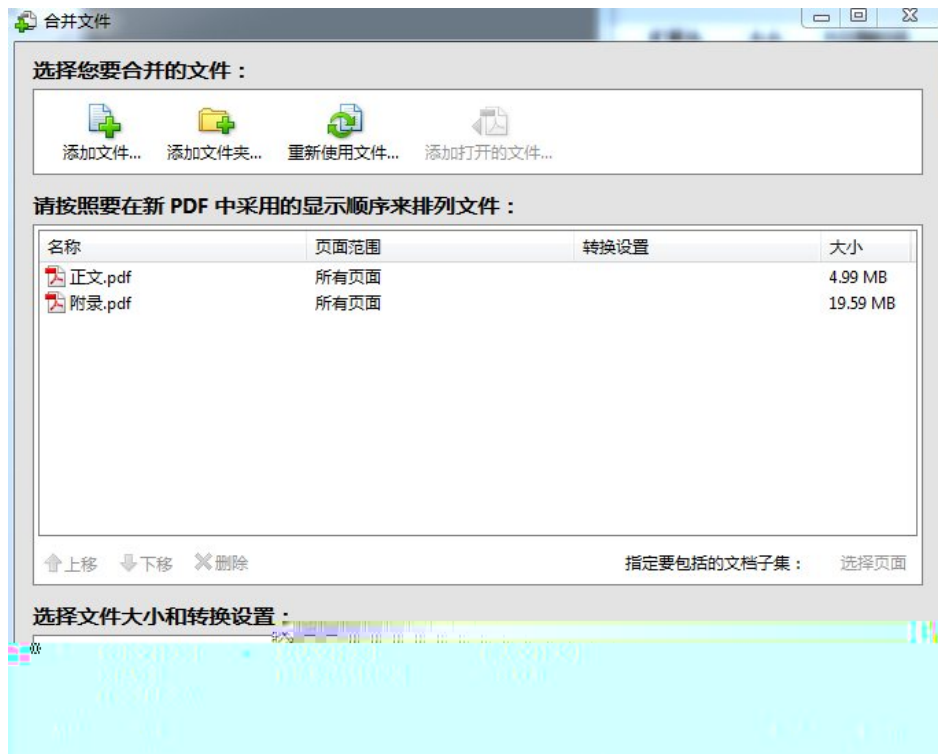 合并文件
选择您要合并的文件：
添加文件... 添加文件夹... 重新使用文件... 添加打开的文件...
请按照要在新 PDF 中采用的显示顺序来排列文件：
名称 页面范围 转换设置 大小
正文.pdf 所有页面 4.99 MB
附录.pdf 所有页面 19.59 MB
上移 下移 删除 指定要包括的文档子集： 选择页面
选择文件大小和转换设置：